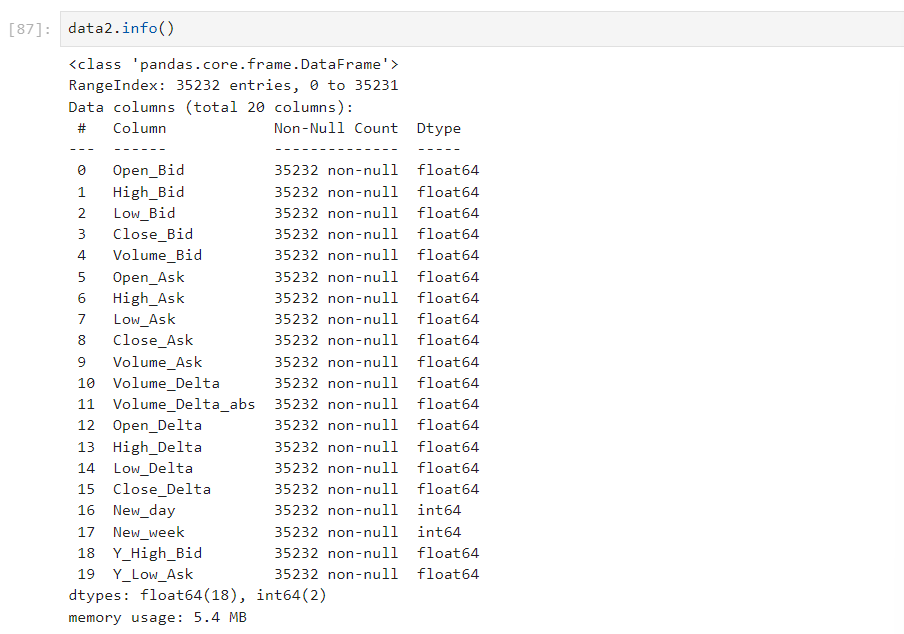 [87]: data2.info()
<class 'pandas.core.frame.DataFrame'>
RangeIndex: 35232 entries, 0 to 35231
Data columns (total 20 columns):
 #   Column            Non-Null Count  Dtype
---  ------            --------------  -----
 0   Open_Bid          35232 non-null  float64
 1   High_Bid          35232 non-null  float64
 2   Low_Bid           35232 non-null  float64
 3   Close_Bid         35232 non-null  float64
 4   Volume_Bid        35232 non-null  float64
 5   Open_Ask          35232 non-null  float64
 6   High_Ask          35232 non-null  float64
 7   Low_Ask           35232 non-null  float64
 8   Close_Ask         35232 non-null  float64
 9   Volume_Ask        35232 non-null  float64
 10  Volume_Delta      35232 non-null  float64
 11  Volume_Delta_abs  35232 non-null  float64
 12  Open_Delta        35232 non-null  float64
 13  High_Delta        35232 non-null  float64
 14  Low_Delta         35232 non-null  float64
 15  Close_Delta       35232 non-null  float64
 16  New_day           35232 non-null  int64
 17  New_week          35232 non-null  int64
 18  Y_High_Bid        35232 non-null  float64
 19  Y_Low_Ask         35232 non-null  float64
dtypes: float64(18), int64(2)
memory usage: 5.4 MB